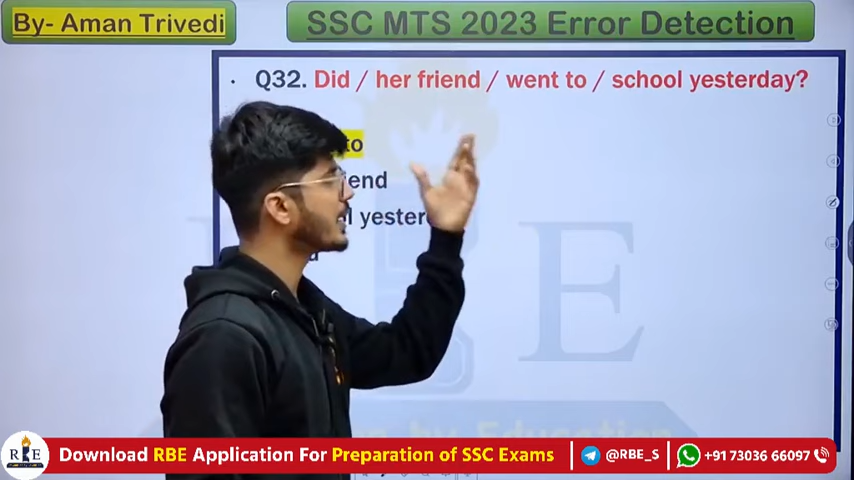 By- Aman Trivedi
SSC MTS 2023 Error Detection
· Q32. Did / her friend / went to / school yesterday?
to
yester
RBE
Download RBE Application For Preparation of SSC Exams
@RBE_S
+91 73036 66097